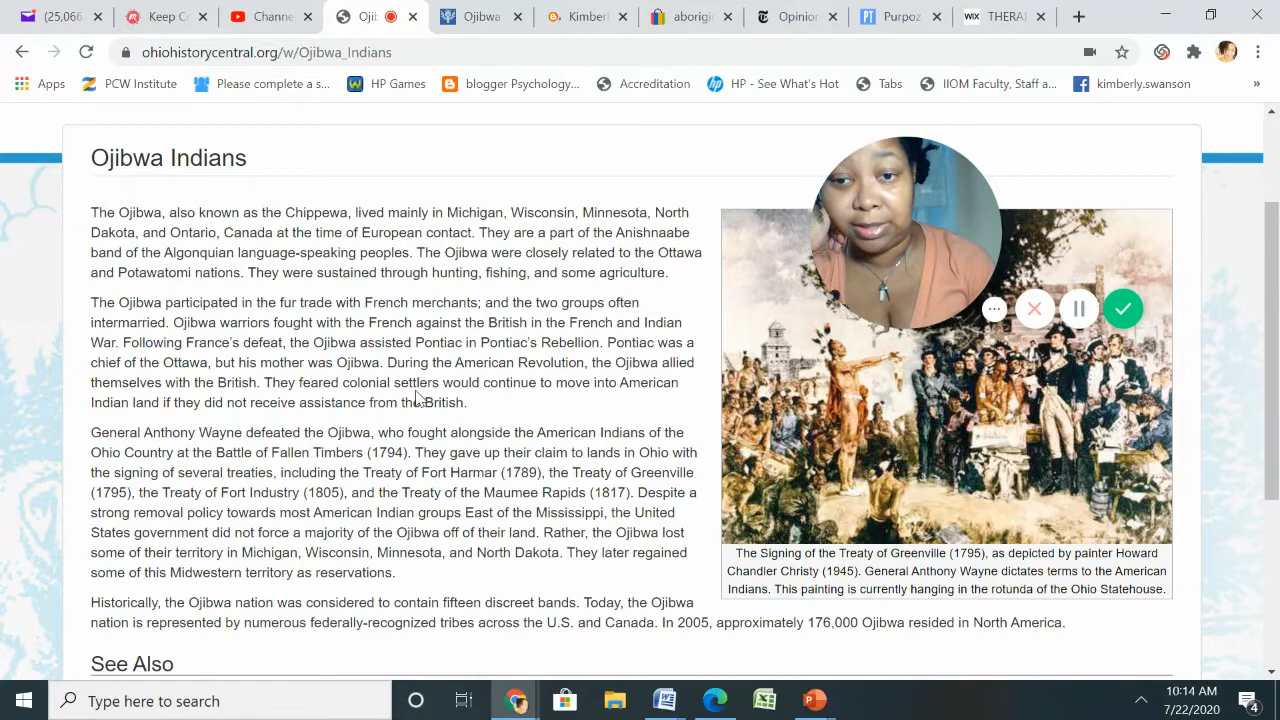 (25,066
Keep C
Channe
Ojib
Ojibwa
Kimberl
aborigin
Opinion
Purpoz
THERA
ohiohistorycentral.org/w/Ojibwa_Indians
Apps
PCW Institute
Please complete a s...
HP Games
blogger Psychology...
Accreditation
HP - See What's Hot
Tabs
IIOM Faculty, Staff a...
kimberly.swanson
»
Ojibwa Indians
The Ojibwa, also known as the Chippewa, lived mainly in Michigan, Wisconsin, Minnesota, North
Dakota, and Ontario, Canada at the time of European contact. They are a part of the Anishnaabe
band of the Algonquian language-speaking peoples. The Ojibwa were closely related to the Ottawa
and Potawatomi nations. They were sustained through hunting, fishing, and some agriculture.
The Ojibwa participated in the fur trade with French merchants; and the two groups often
intermarried. Ojibwa warriors fought with the French against the British in the French and Indian
War. Following France's defeat, the Ojibwa assisted Pontiac in Pontiac's Rebellion. Pontiac was a
chief of the Ottawa, but his mother was Ojibwa. During the American Revolution, the Ojibwa allied
themselves with the British. They feared colonial settlers would continue to move into American
Indian land if they did not receive assistance from the British.
General Anthony Wayne defeated the Ojibwa, who fought alongside the American Indians of the
Ohio Country at the Battle of Fallen Timbers (1794). They gave up their claim to lands in Ohio with
the signing of several treaties, including the Treaty of Fort Harmar (1789), the Treaty of Greenville
(1795), the Treaty of Fort Industry (1805), and the Treaty of the Maumee Rapids (1817). Despite a
strong removal policy towards most American Indian groups East of the Mississippi, the United
States government did not force a majority of the Ojibwa off of their land. Rather, the Ojibwa lost
some of their territory in Michigan, Wisconsin, Minnesota, and North Dakota. They later regained
some of this Midwestern territory as reservations.
The Signing of the Treaty of Greenville (1795), as depicted by painter Howard
Chandler Christy (1945). General Anthony Wayne dictates terms to the American
Indians. This painting is currently hanging in the rotunda of the Ohio Statehouse.
Historically, the Ojibwa nation was considered to contain fifteen discreet bands. Today, the Ojibwa
nation is represented by numerous federally-recognized tribes across the U.S. and Canada. In 2005, approximately 176,000 Ojibwa resided in North America.
See Also
Type here to search
10:14 AM
7/22/2020
4